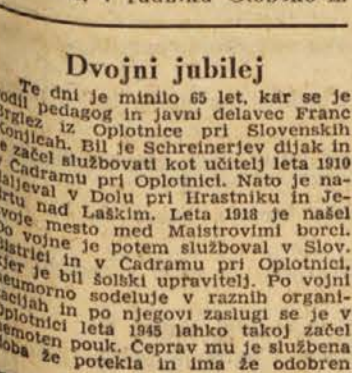 Dvojni jubilej
Te dni je minilo 65 let, kar se je
rodil pedagog in javni delavec Franc
Brglez iz Oplotnice pri Slovenskih
Konjicah. Bil je Schreinerjev dijak in
je začel službovati kot učitelj leta 1910
v Čadramu pri Oplotnici. Nato je na-
daljeval v Dolu pri Hrastniku in Je-
Vrtu nad Laškim. Leta 1918 je našel
svoje mesto med Maistrovimi borci.
Po vojne je potem služboval v Slov.
Bistrici in v Čadramu pri Oplotnici,
kjer je bil šolski upravitelj. Po vojni
neumorno sodeluje v raznih organi-
zacijah in po njegovi zaslugi se je v
Oplotnici leta 1945 lahko takoj začel
nemoten pouk. Čeprav mu je službena
doba že potekla in ima že odobren